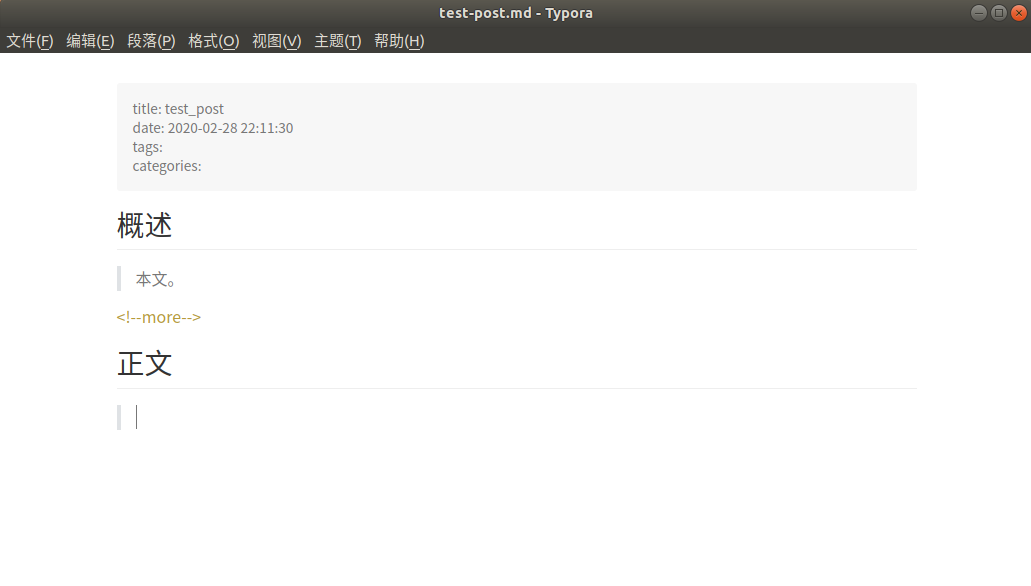 test-post.md - Typora
文件(F) 编辑(E) 段落(P) 格式(O) 视图(V) 主题(T) 帮助(H)
title: test_post
date: 2020-02-28 22:11:30
tags:
categories:
概述
本文。
<!--more-->
正文